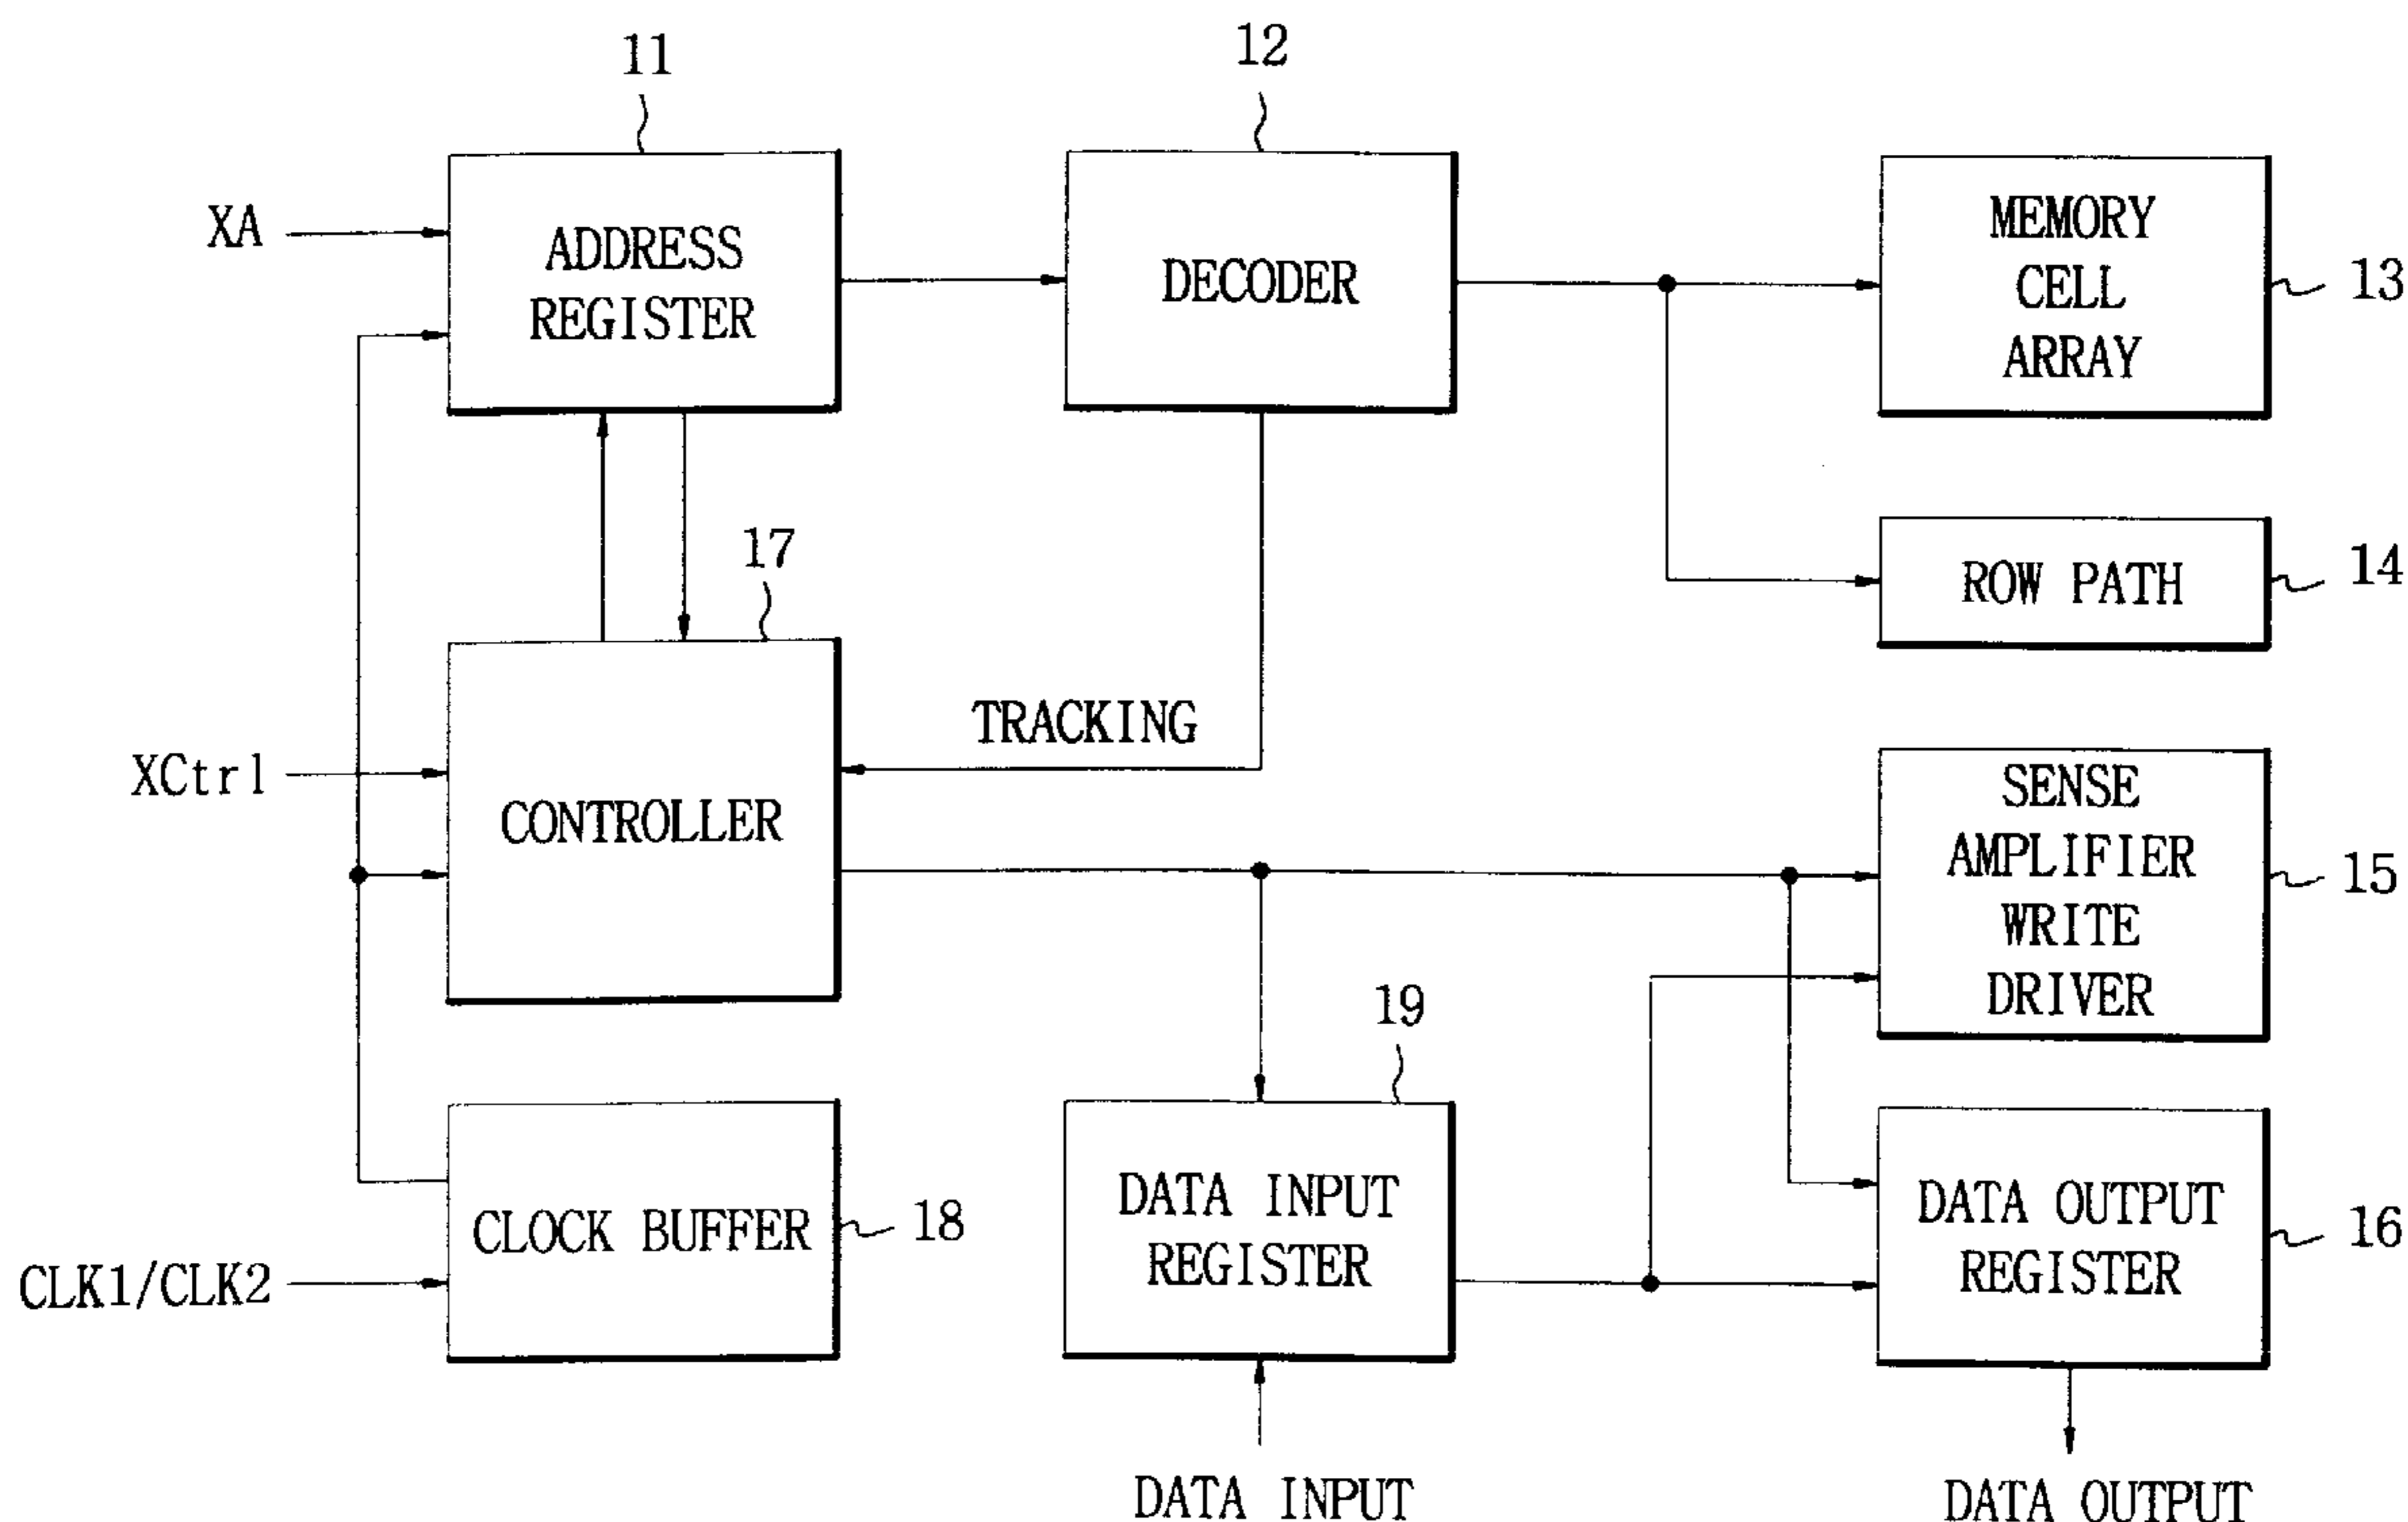 11
12
XA
ADDRESS
REGISTER
DECODER
MEMORY
CELL
ARRAY
13
ROW PATH
14
17
TRACKING
XCtrl
CONTROLLER
SENSE
AMPLIFIER
WRITE
DRIVER
15
19
CLOCK BUFFER
18
CLK1/CLK2
DATA INPUT
REGISTER
DATA OUTPUT
REGISTER
16
DATA INPUT
DATA OUTPUT